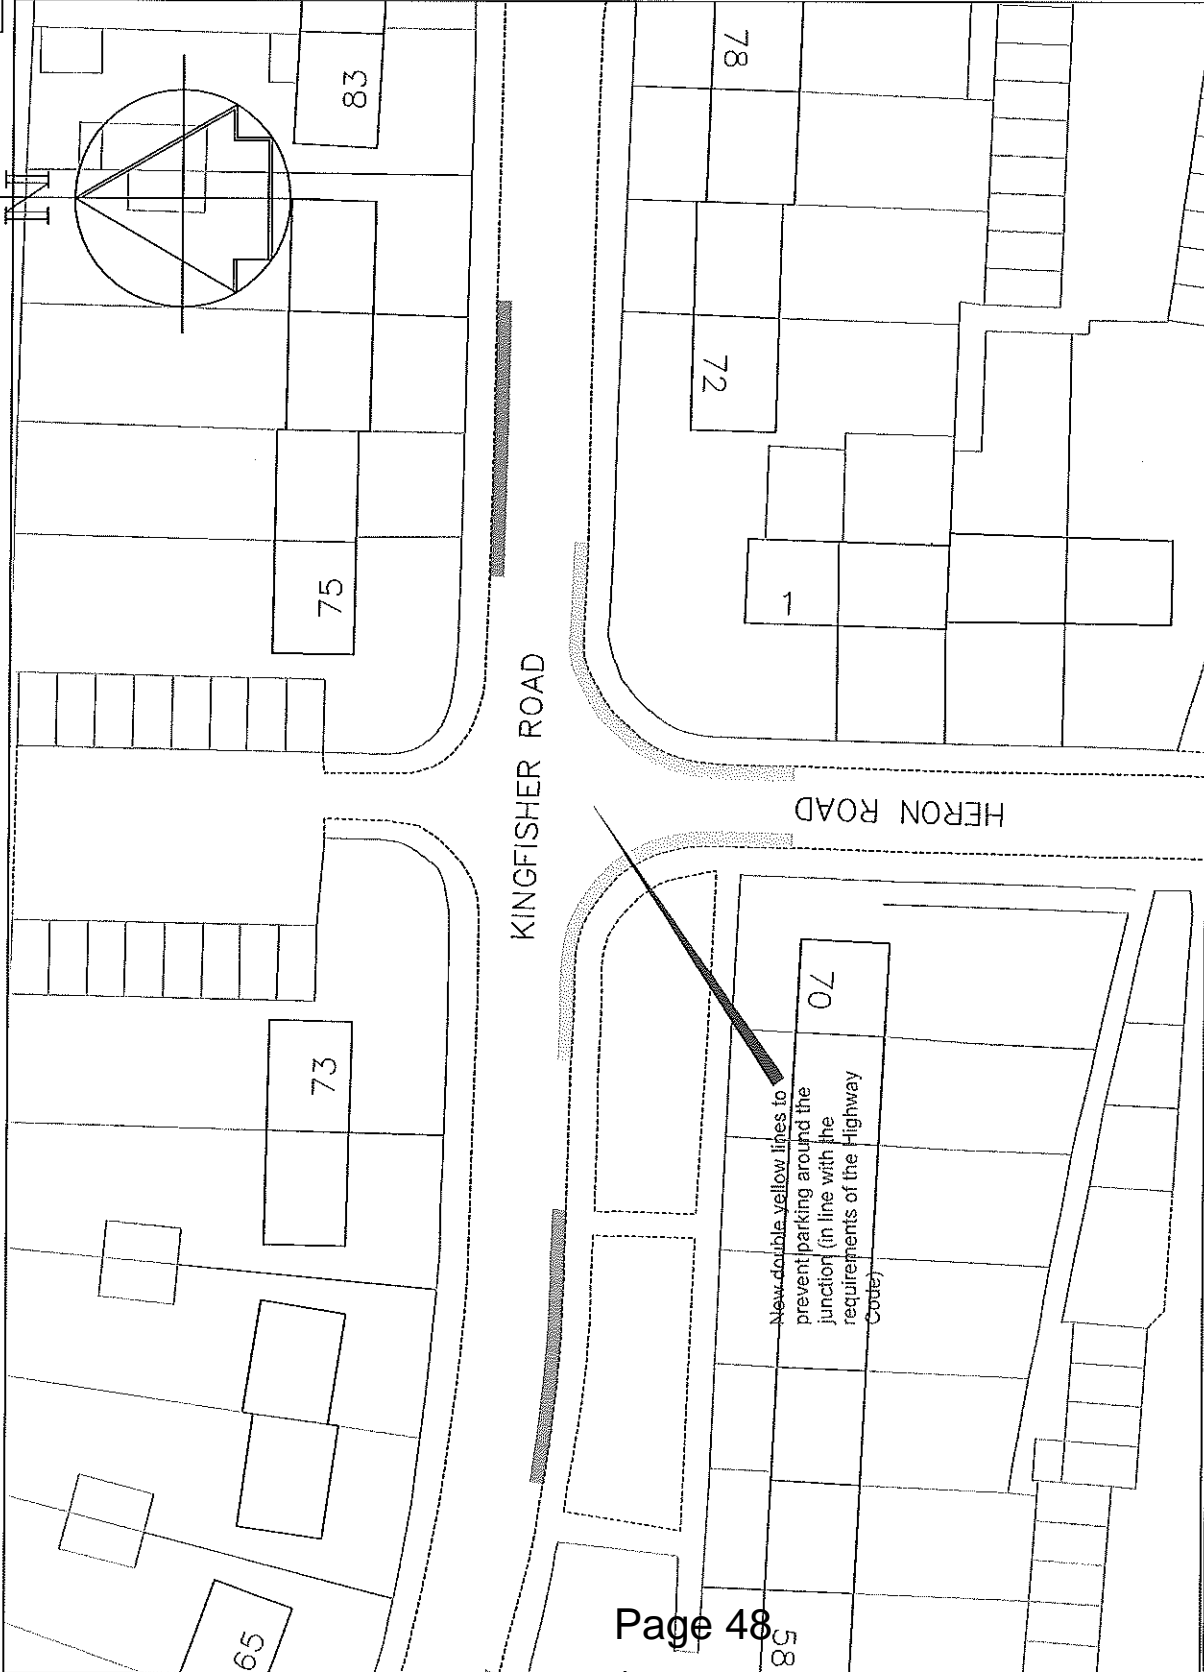 N
83
78
72
75
1
KINGFISHER ROAD
HERON ROAD
70
73
New double yellow lines to
prevent parking around the
junction (in line with the
requirements of the Highway
Code)
65
58
Page 48